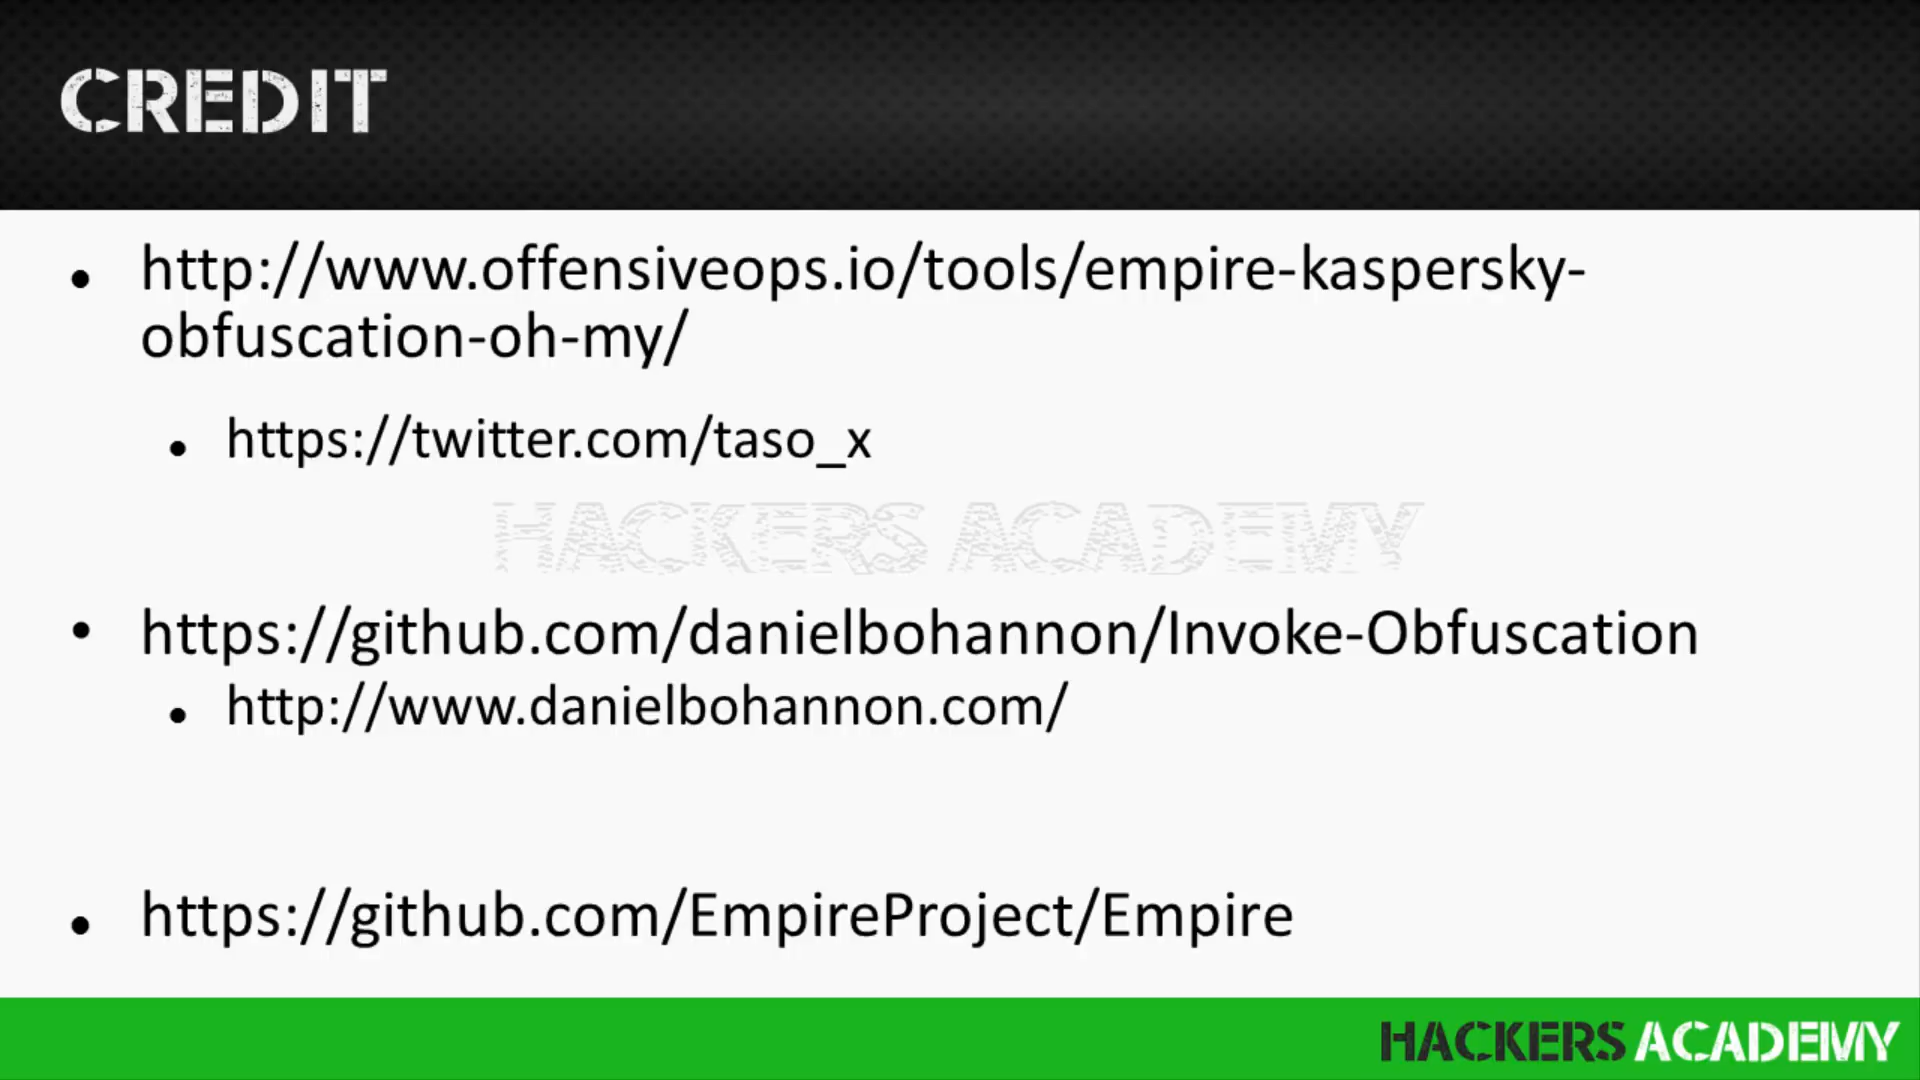 CREDIT
• http://www.offensiveops.io/tools/empire-kaspersky-
obfuscation-oh-my/
• https://twitter.com/taso_x
HACKERS ACADEMY
• https://github.com/danielbohannon/Invoke-Obfuscation
• http://www.danielbohannon.com/
• https://github.com/EmpireProject/Empire
HACKERS ACADEMY